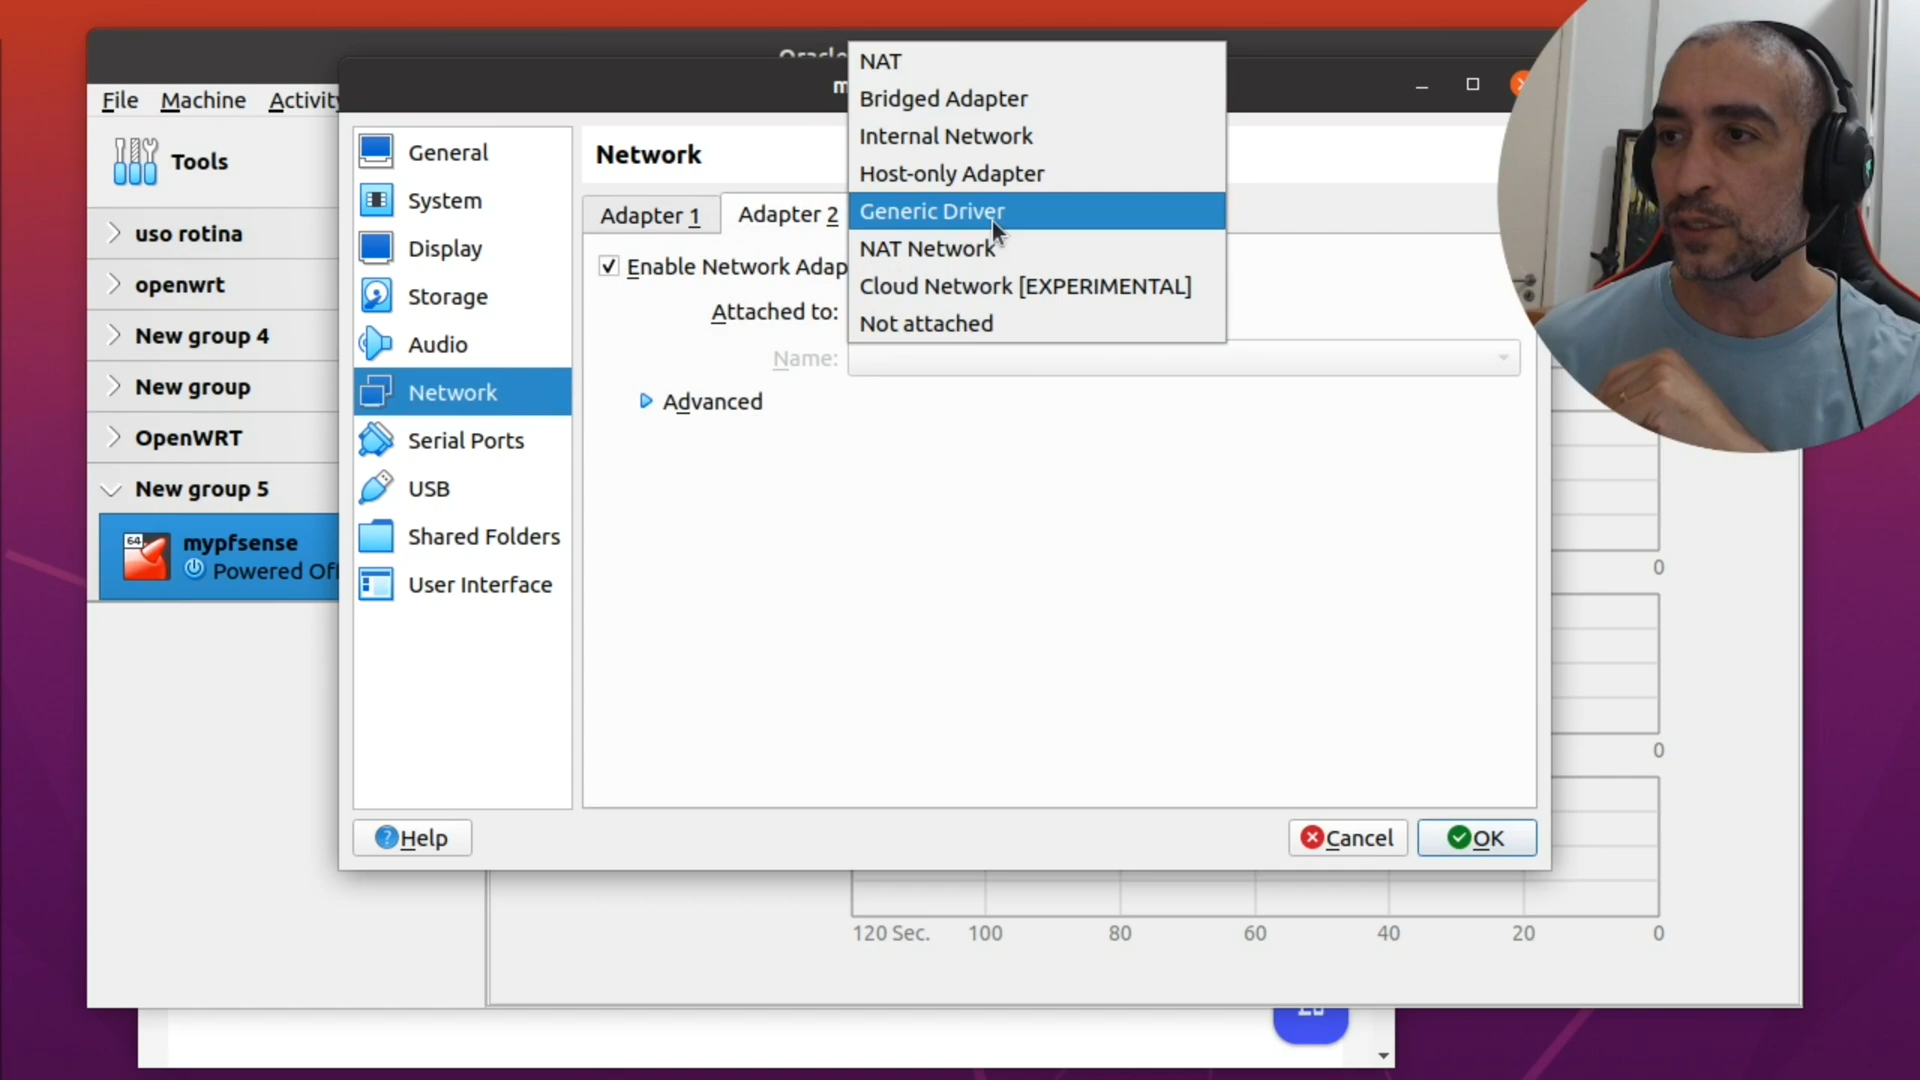 File Machine Activity
Tools
uso rotina
openwrt
New group 4
New group
OpenWRT
New group 5
64
mypfsense
Powered Of
General
System
Display
Storage
Audio
Network
Serial Ports
USB
Shared Folders
User Interface
Network
Adapter 1
Adapter 2
Enable Network Adap
Attached to:
NAT
Bridged Adapter
Internal Network
Host-only Adapter
Generic Driver
NAT Network
Cloud Network [EXPERIMENTAL]
Not attached
Name:
Advanced
Help
Cancel
OK
0
0
120 Sec. 100 80 60 40 20 0